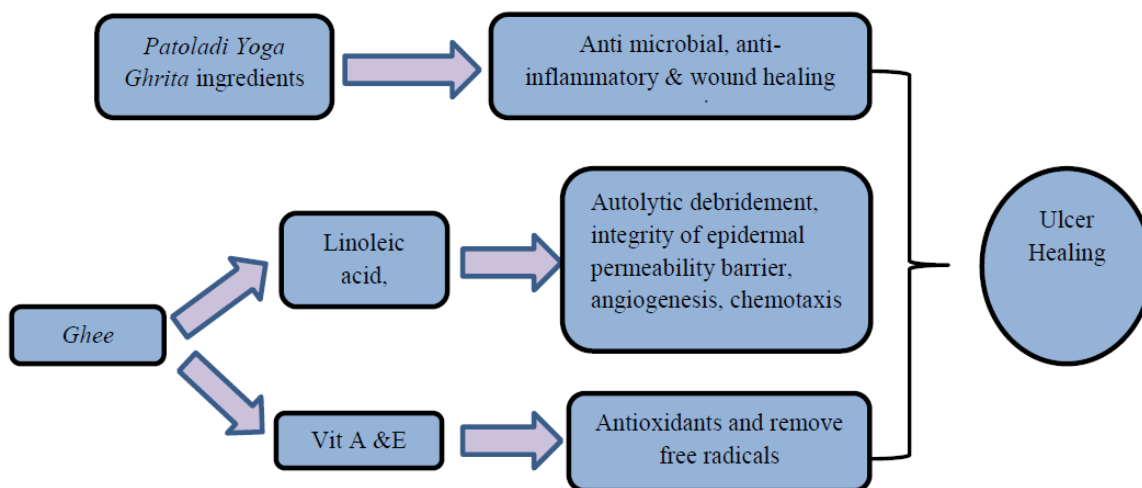 Patoladi Yoga
Ghrita ingredients
Anti microbial, anti-
inflammatory & wound healing
.
Linoleic
acid,
Autolytic debridement,
integrity of epidermal
permeability barrier,
angiogenesis, chemotaxis
Ulcer
Healing
Ghee
Vit A &E
Antioxidants and remove
free radicals